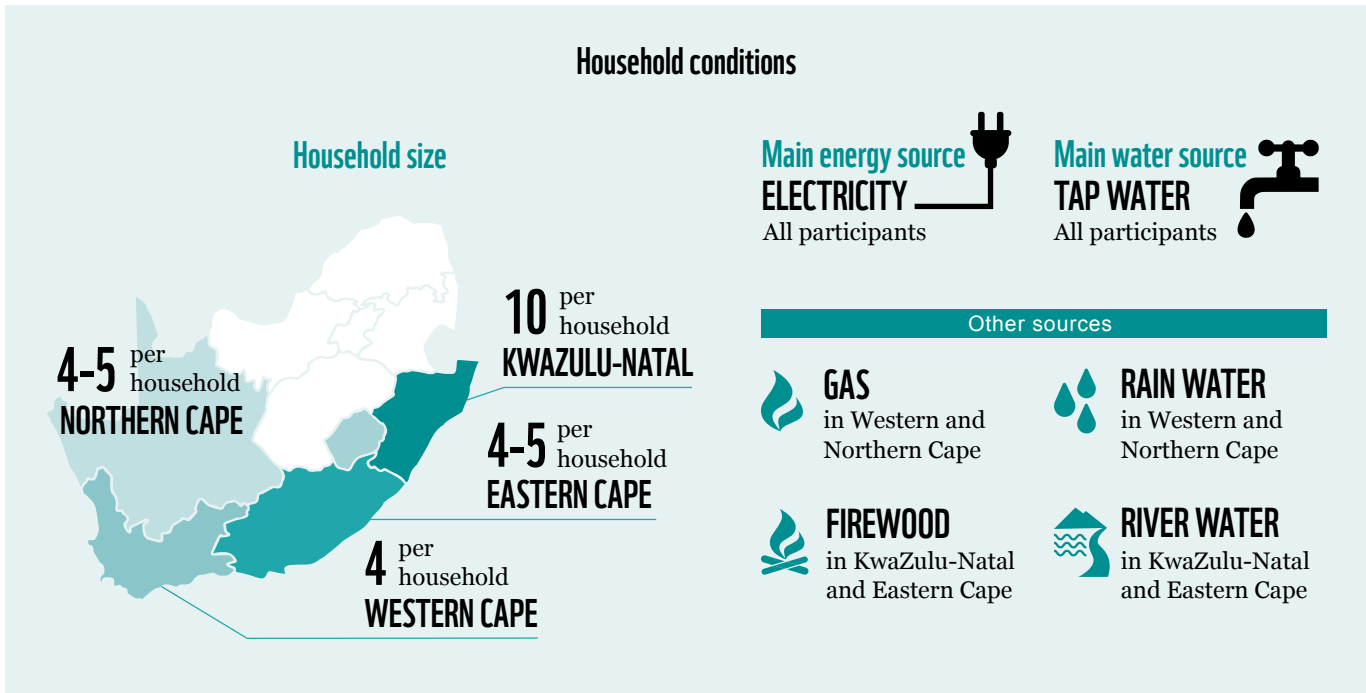 Household conditions
Household size
4-5 per
household
NORTHERN CAPE
10 per
household
KWAZULU-NATAL
4-5 per
household
EASTERN CAPE
4 per
household
WESTERN CAPE
Main energy source
ELECTRICITY
All participants
Main water source
TAP WATER
All participants
Other sources
GAS
in Western and
Northern Cape
RAIN WATER
in Western and
Northern Cape
FIREWOOD
in KwaZulu-Natal
and Eastern Cape
RIVER WATER
in KwaZulu-Natal
and Eastern Cape